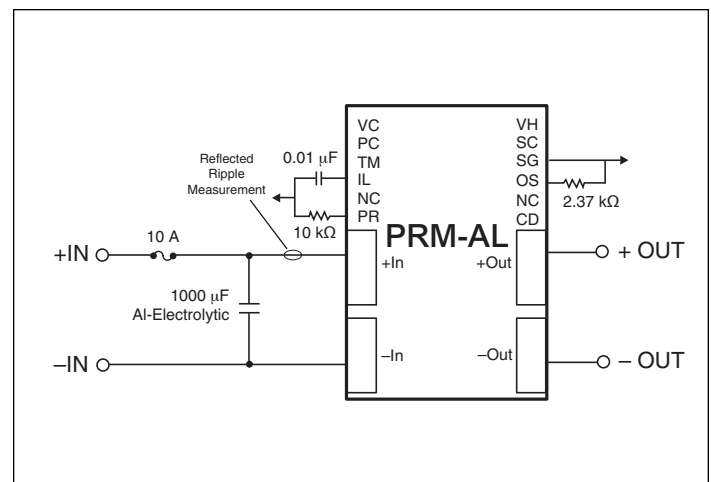 VC
PC
TM
IL
NC
PR
VH
SC
SG
OS
NC
CD
0.01 μF
10 kΩ
Reflected
Ripple
Measurement
2.37 kΩ
PRM-AL
10 A
+IN
+In
+Out
+ OUT
1000 μF
Al-Electrolytic
–IN
–In
–Out
– OUT